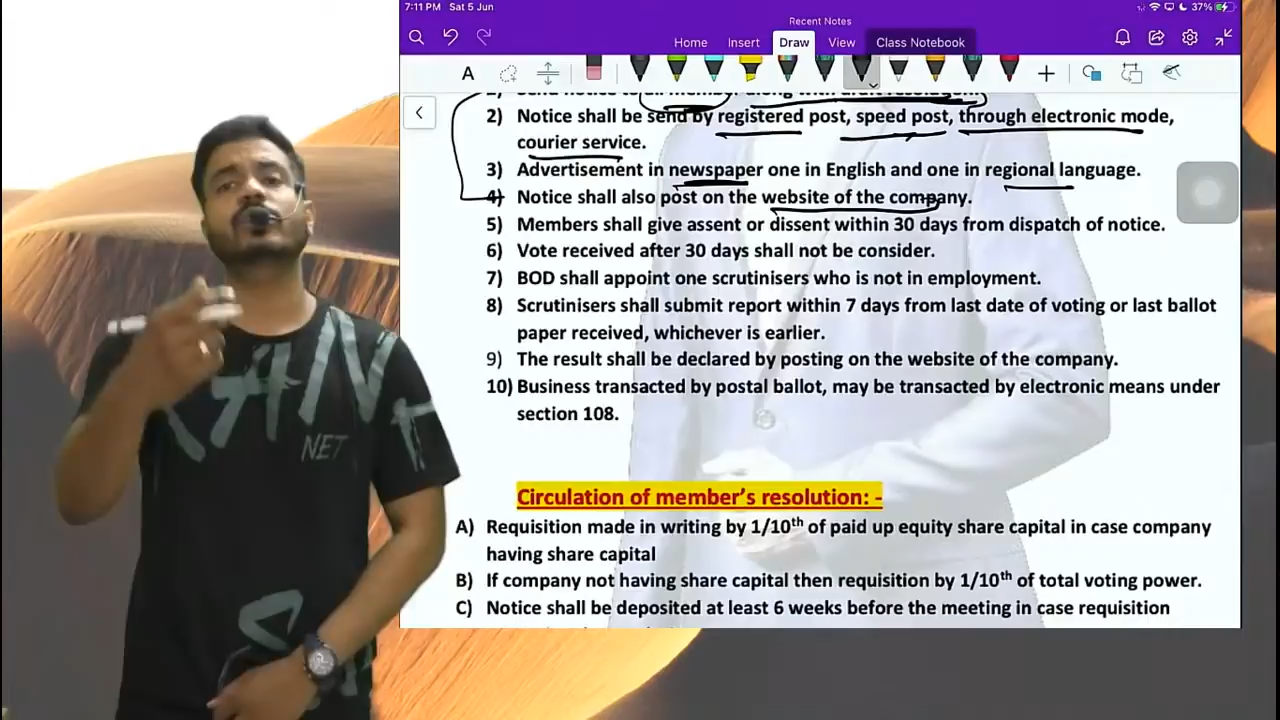 7:11 PM Sat 5 Jun
37%
Recent Notes
Home Insert Draw View Class Notebook
A
1) Send notice to all member along with draft resolution.
2) Notice shall be send by registered post, speed post, through electronic mode,
courier service.
3) Advertisement in newspaper one in English and one in regional language.
4) Notice shall also post on the website of the company.
5) Members shall give assent or dissent within 30 days from dispatch of notice.
6) Vote received after 30 days shall not be consider.
7) BOD shall appoint one scrutinisers who is not in employment.
8) Scrutinisers shall submit report within 7 days from last date of voting or last ballot
paper received, whichever is earlier.
9) The result shall be declared by posting on the website of the company.
10) Business transacted by postal ballot, may be transacted by electronic means under
section 108.
Circulation of member’s resolution: -
A) Requisition made in writing by 1/10th of paid up equity share capital in case company
having share capital
B) If company not having share capital then requisition by 1/10th of total voting power.
C) Notice shall be deposited at least 6 weeks before the meeting in case requisition
NET